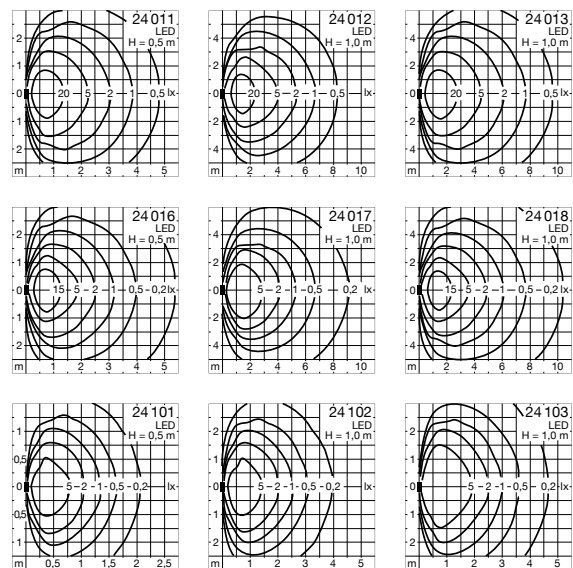 24 011
LED
H = 0,5 m
2
1
0
1
2
20 5 2 1 0,5 lx
m 1 2 3 4 5
24 012
LED
H = 1,0 m
4
2
0
2
4
20 5 2 1 0,5 lx
m 2 4 6 8 10
24 013
LED
H = 1,0 m
4
2
0
2
4
20 5 2 1 0,5 lx
m 2 4 6 8 10
24 016
LED
H = 0,5 m
2
1
0
1
2
15 5 2 1 0,5 0,2 lx
m 1 2 3 4 5
24 017
LED
H = 1,0 m
4
2
0
2
4
5 2 1 0,5 0,2 lx
m 2 4 6 8 10
24 018
LED
H = 1,0 m
4
2
0
2
4
15 5 2 1 0,5 0,2 lx
m 2 4 6 8 10
24 101
LED
H = 0,5 m
1
0,5
0
0,5
1
5 2 1 0,5 0,2 lx
m 0,5 1 1,5 2 2,5
24 102
LED
H = 1,0 m
2
1
0
1
2
5 2 1 0,5 0,2 lx
m 1 2 3 4 5
24 103
LED
H = 1,0 m
2
1
0
1
2
5 2 1 0,5 0,2 lx
m 1 2 3 4 5